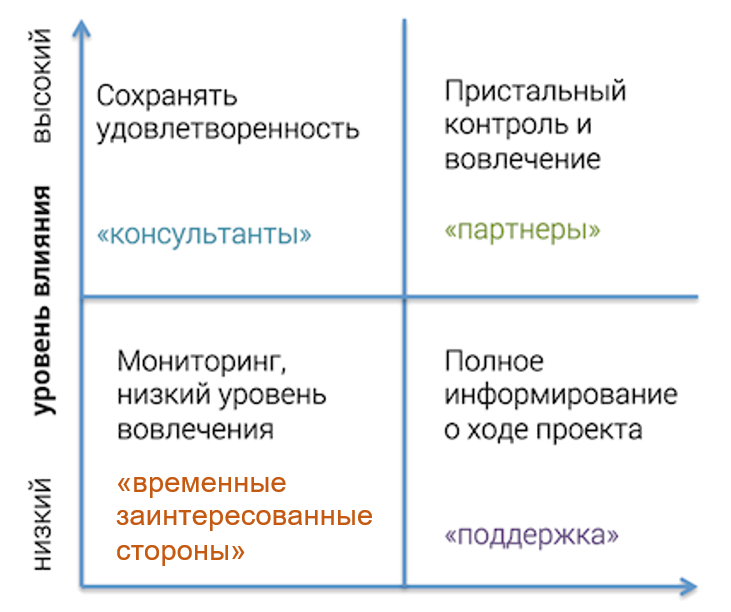 высокий
уровень влияния
низкий
Сохранять
удовлетворенность
«консультанты»
Пристальный
контроль и
вовлечение
«партнеры»
Мониторинг,
низкий уровень
вовлечения
«временные
заинтересованные
стороны»
Полное
информирование
о ходе проекта
«поддержка»